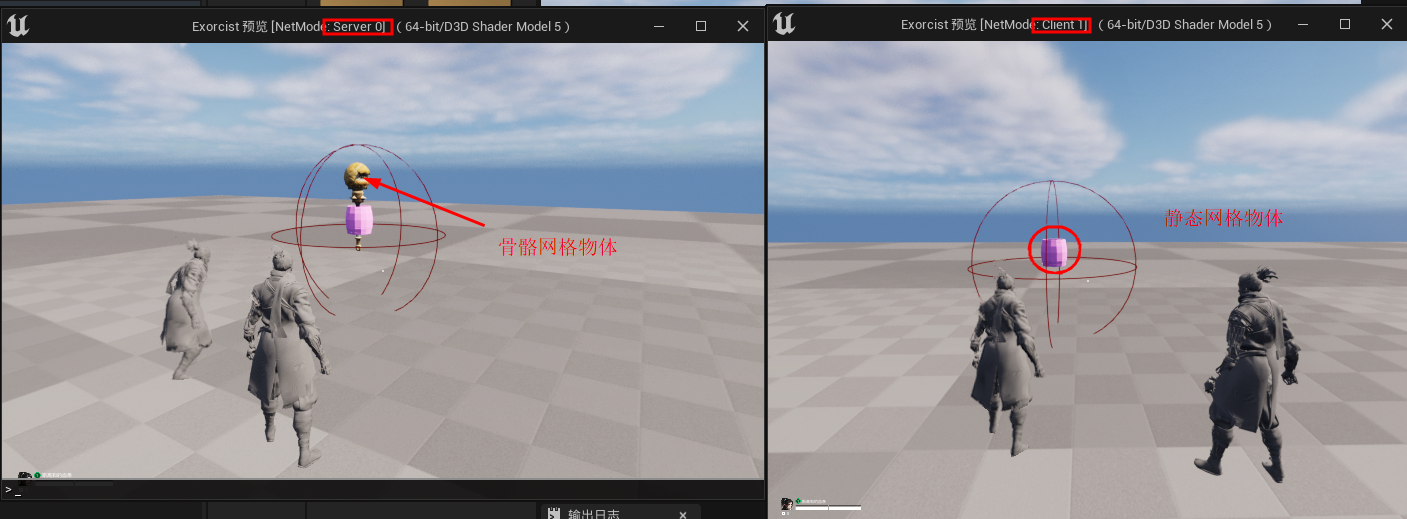 Exorcist 预览 [NetMode: Server 0] ( 64-bit/D3D Shader Model 5 )
骨骼网格物体
>_
输出日志
Exorcist 预览 [NetMode: Client 1] ( 64-bit/D3D Shader Model 5 )
静态网格物体